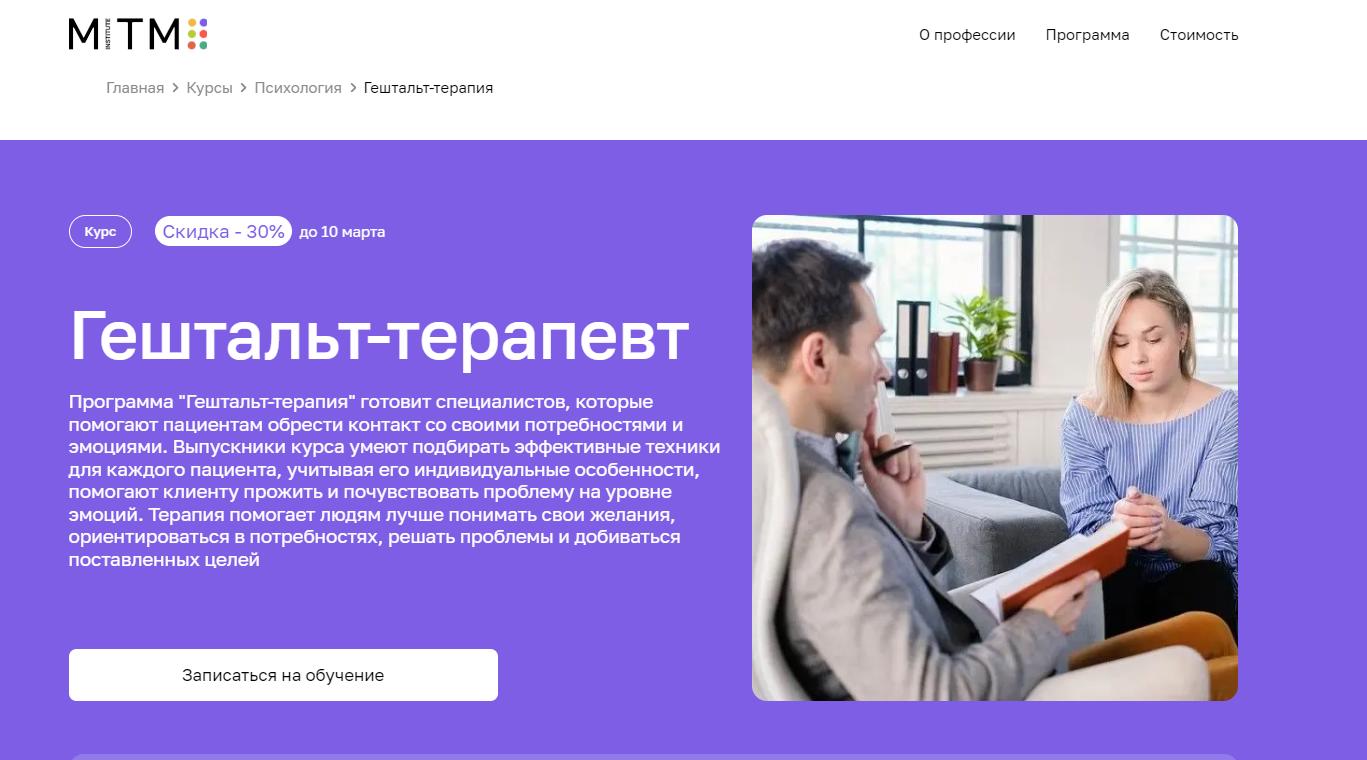 MITM
INSTITUTE
О профессии
Программа
Стоимость
Главная > Курсы > Психология > Гештальт-терапия
Курс
Скидка - 30% до 10 марта
Гештальт-терапевт
Программа "Гештальт-терапия" готовит специалистов, которые
помогают пациентам обрести контакт со своими потребностями и
эмоциями. Выпускники курса умеют подбирать эффективные техники
для каждого пациента, учитывая его индивидуальные особенности,
помогают клиенту прожить и почувствовать проблему на уровне
эмоций. Терапия помогает людям лучше понимать свои желания,
ориентироваться в потребностях, решать проблемы и добиваться
поставленных целей
Записаться на обучение